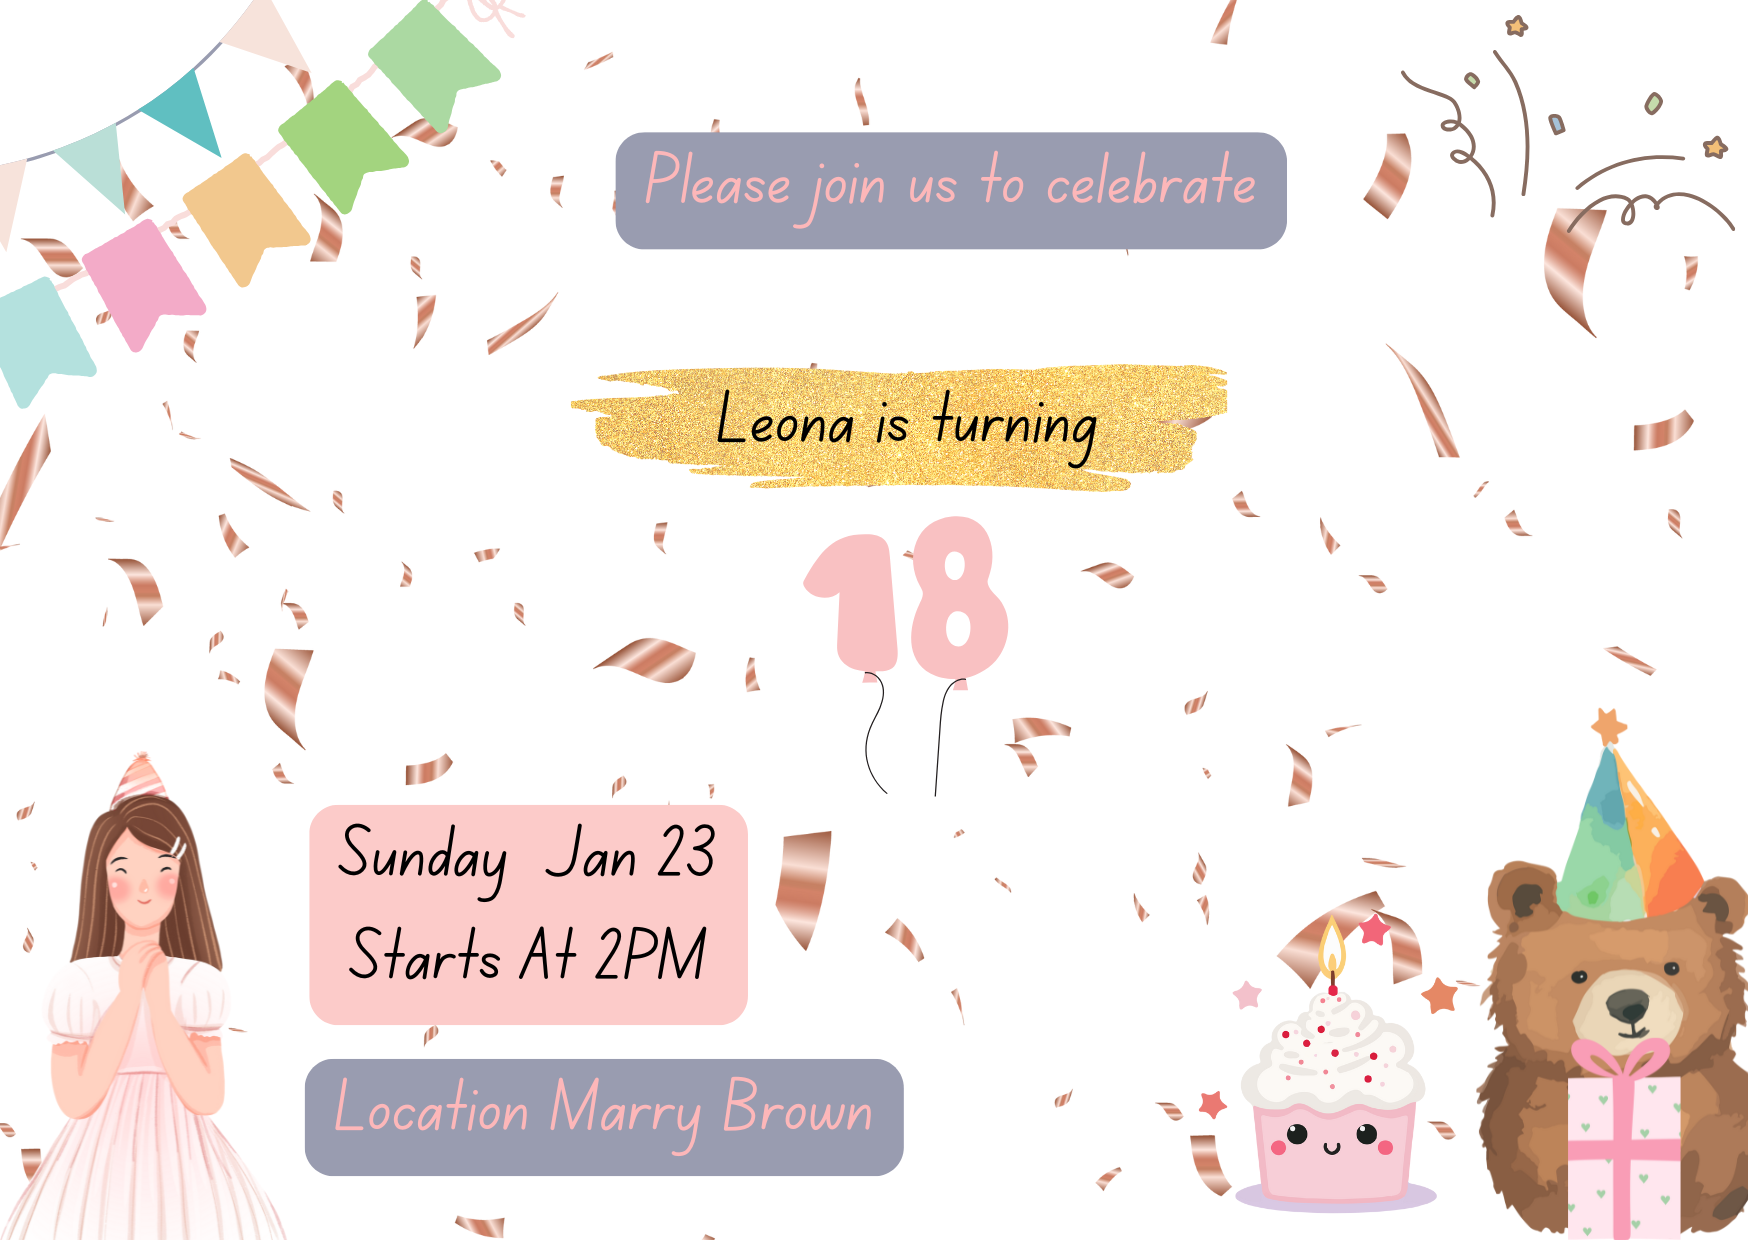 Please join us to celebrate
Leona is turning
18
Sunday Jan 23
Starts At 2PM
Location Marry Brown